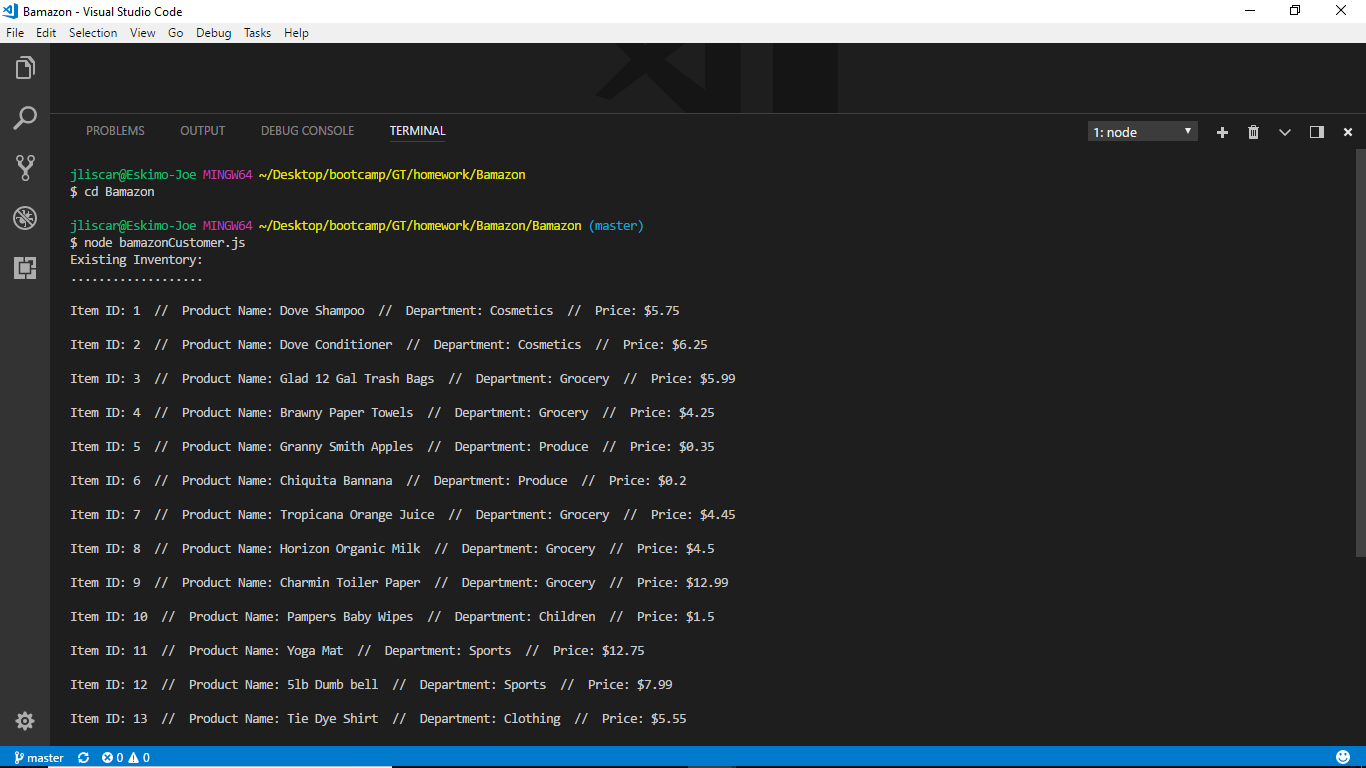 Bamazon - Visual Studio Code
File Edit Selection View Go Debug Tasks Help
PROBLEMS OUTPUT DEBUG CONSOLE TERMINAL 1: node
jliscar@Eskimo-Joe MINGW64 ~/Desktop/bootcamp/GT/homework/Bamazon
$ cd Bamazon
jliscar@Eskimo-Joe MINGW64 ~/Desktop/bootcamp/GT/homework/Bamazon/Bamazon (master)
$ node bamazonCustomer.js
Existing Inventory:
...................
Item ID: 1 // Product Name: Dove Shampoo // Department: Cosmetics // Price: $5.75
Item ID: 2 // Product Name: Dove Conditioner // Department: Cosmetics // Price: $6.25
Item ID: 3 // Product Name: Glad 12 Gal Trash Bags // Department: Grocery // Price: $5.99
Item ID: 4 // Product Name: Brawny Paper Towels // Department: Grocery // Price: $4.25
Item ID: 5 // Product Name: Granny Smith Apples // Department: Produce // Price: $0.35
Item ID: 6 // Product Name: Chiquita Bannana // Department: Produce // Price: $0.2
Item ID: 7 // Product Name: Tropicana Orange Juice // Department: Grocery // Price: $4.45
Item ID: 8 // Product Name: Horizon Organic Milk // Department: Grocery // Price: $4.5
Item ID: 9 // Product Name: Charmin Toiler Paper // Department: Grocery // Price: $12.99
Item ID: 10 // Product Name: Pampers Baby Wipes // Department: Children // Price: $1.5
Item ID: 11 // Product Name: Yoga Mat // Department: Sports // Price: $12.75
Item ID: 12 // Product Name: 5lb Dumb bell // Department: Sports // Price: $7.99
Item ID: 13 // Product Name: Tie Dye Shirt // Department: Clothing // Price: $5.55
master 0 0